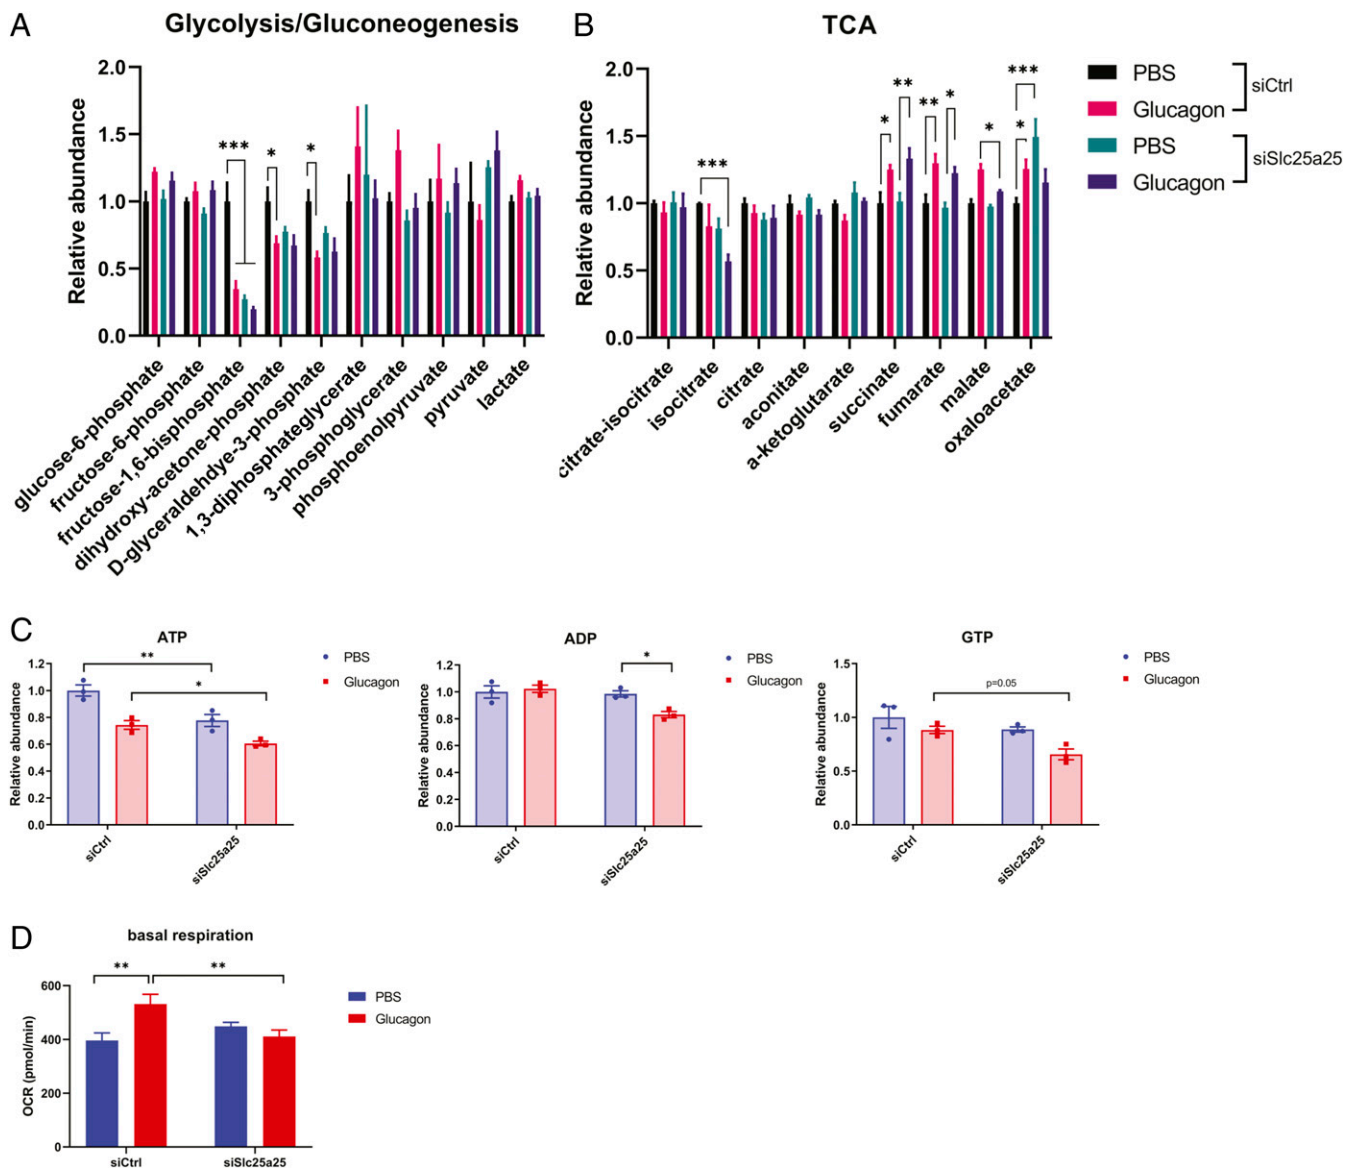 A
Glycolysis/Gluconeogenesis
Relative abundance
2.0
1.5
1.0
0.5
0.0
***
*
*
glucose-6-phosphate
fructose-6-phosphate
fructose-1,6-bisphosphate
dihydroxy-acetone-phosphate
D-glyceraldehdye-3-phosphate
1,3-diphosphateglycerate
3-phosphoglycerate
phosphoenolpyruvate
pyruvate
lactate
B
TCA
Relative abundance
2.0
1.5
1.0
0.5
0.0
***
*
**
**
*
*
*
***
citrate-isocitrate
isocitrate
citrate
aconitate
a-ketoglutarate
succinate
fumarate
malate
oxaloacetate
PBS
Glucagon
siCtrl
PBS
Glucagon
siSlc25a25
C
ATP
Relative abundance
1.2
1.0
0.8
0.6
0.4
0.2
0.0
**
*
siCtrl
siSlc25a25
PBS
Glucagon
ADP
Relative abundance
1.2
1.0
0.8
0.6
0.4
0.2
0.0
*
siCtrl
siSlc25a25
PBS
Glucagon
GTP
Relative abundance
1.5
1.0
0.5
0.0
p=0.05
siCtrl
siSlc25a25
PBS
Glucagon
D
basal respiration
OCR (pmol/min)
600
400
200
0
**
**
siCtrl
siSlc25a25
PBS
Glucagon